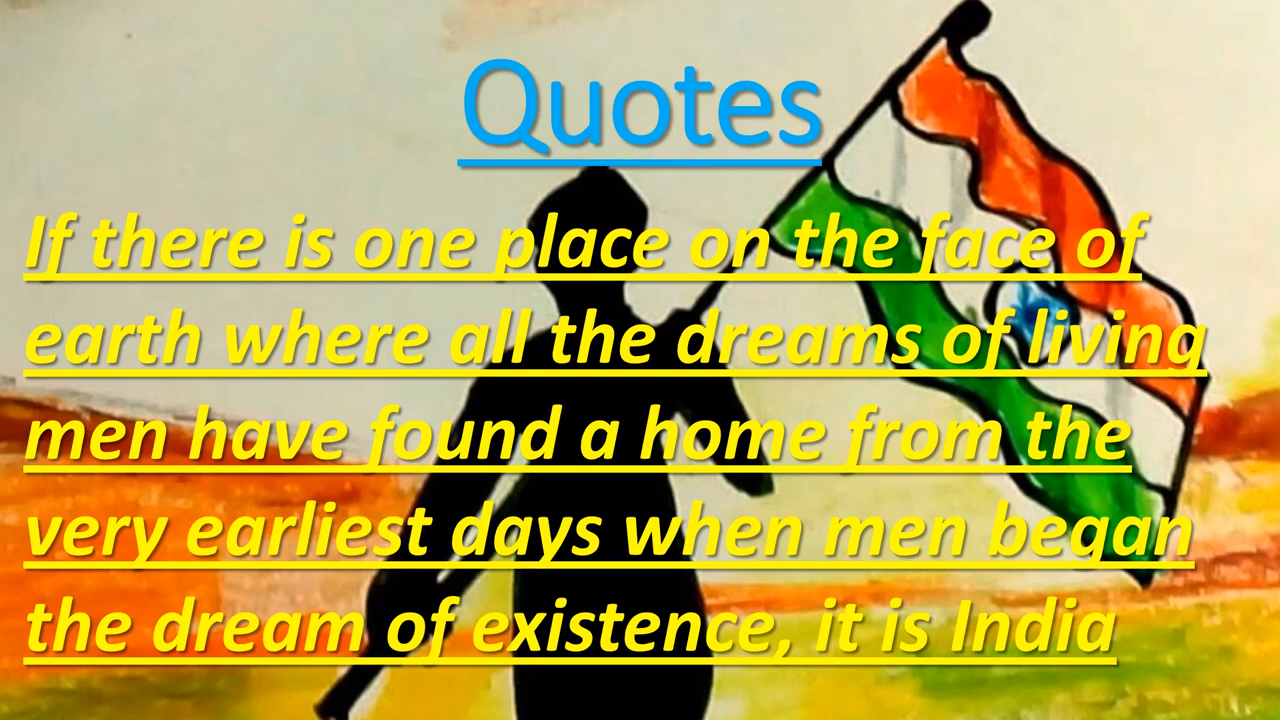 Quotes
If there is one place on the face of
earth where all the dreams of living
men have found a home from the
very earliest days when men began
the dream of existence, it is India